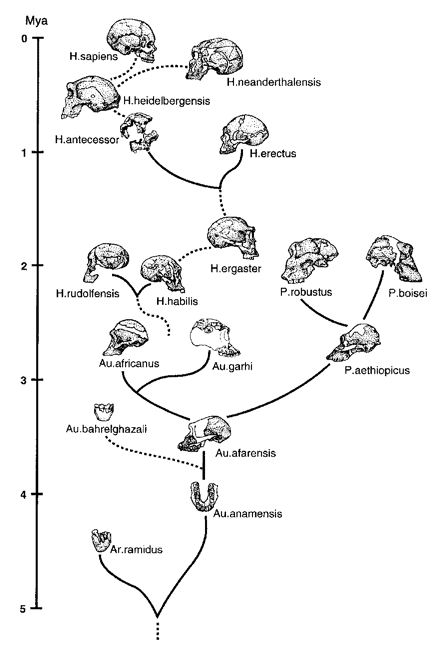 Mya
0
H.sapiens
H.neanderthalensis
H.heidelbergensis
H.antecessor
1
H.erectus
2
H.ergaster
H.rudolfensis
H.habilis
P.robustus
P.boisei
Au.africanus
Au.garhi
P.aethiopicus
3
Au.bahrelghazali
Au.afarensis
4
Au.anamensis
Ar.ramidus
5